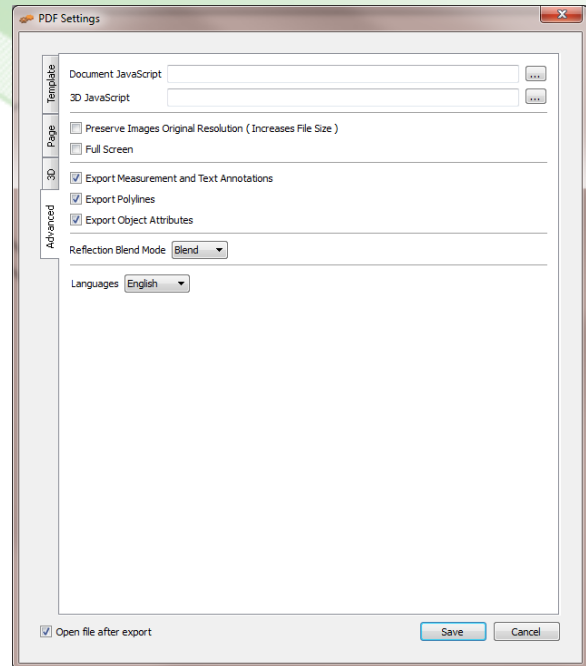 PDF Settings
Template
Page
3D
Advanced
Document JavaScript ...
3D JavaScript ...
Preserve Images Original Resolution ( Increases File Size )
Full Screen
Export Measurement and Text Annotations
Export Polylines
Export Object Attributes
Reflection Blend Mode Blend
Languages English
Open file after export Save Cancel